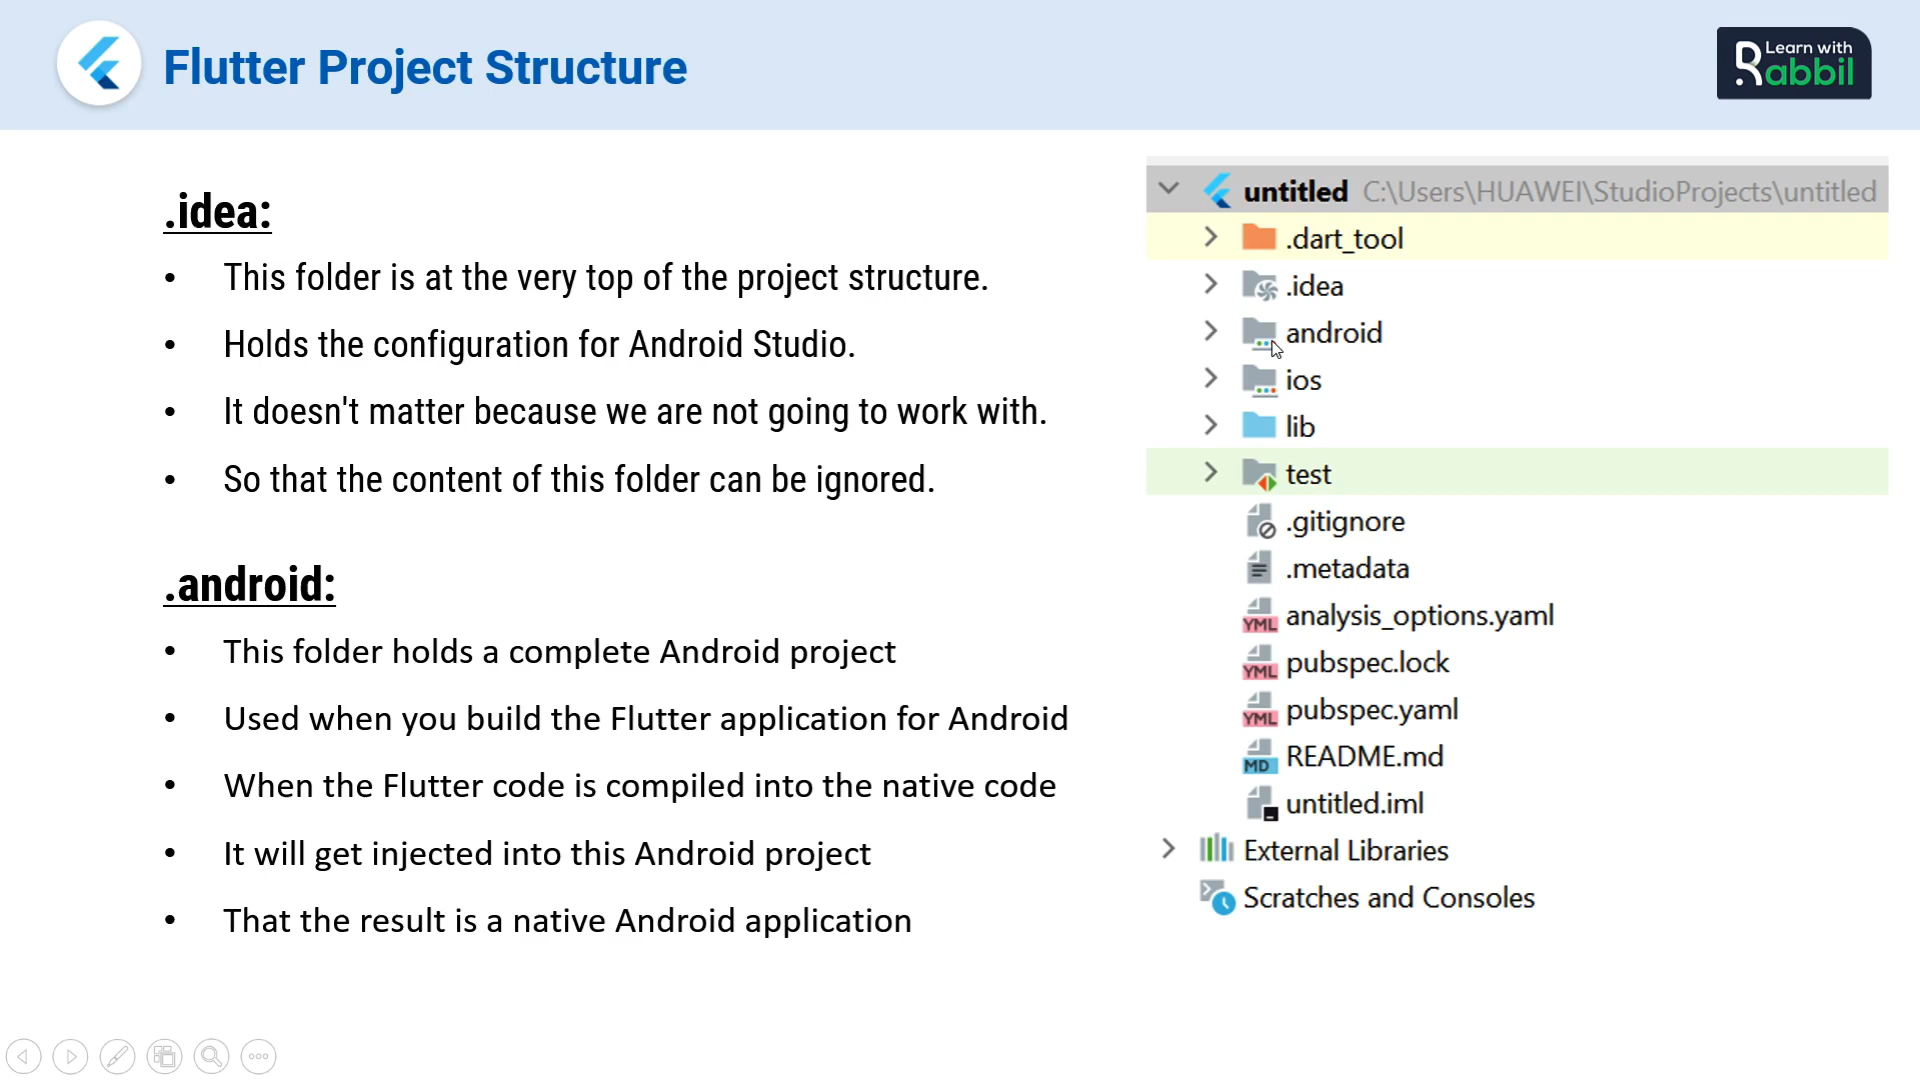 Flutter Project Structure
Learn with
Rabbil
.idea:
• This folder is at the very top of the project structure.
• Holds the configuration for Android Studio.
• It doesn't matter because we are not going to work with.
• So that the content of this folder can be ignored.
.android:
• This folder holds a complete Android project
• Used when you build the Flutter application for Android
• When the Flutter code is compiled into the native code
• It will get injected into this Android project
• That the result is a native Android application
untitled C:\Users\HUAWEI\StudioProjects\untitled
.dart_tool
.idea
android
ios
lib
test
.gitignore
.metadata
YML analysis_options.yaml
YML pubspec.lock
YML pubspec.yaml
MD README.md
untitled.iml
External Libraries
Scratches and Consoles